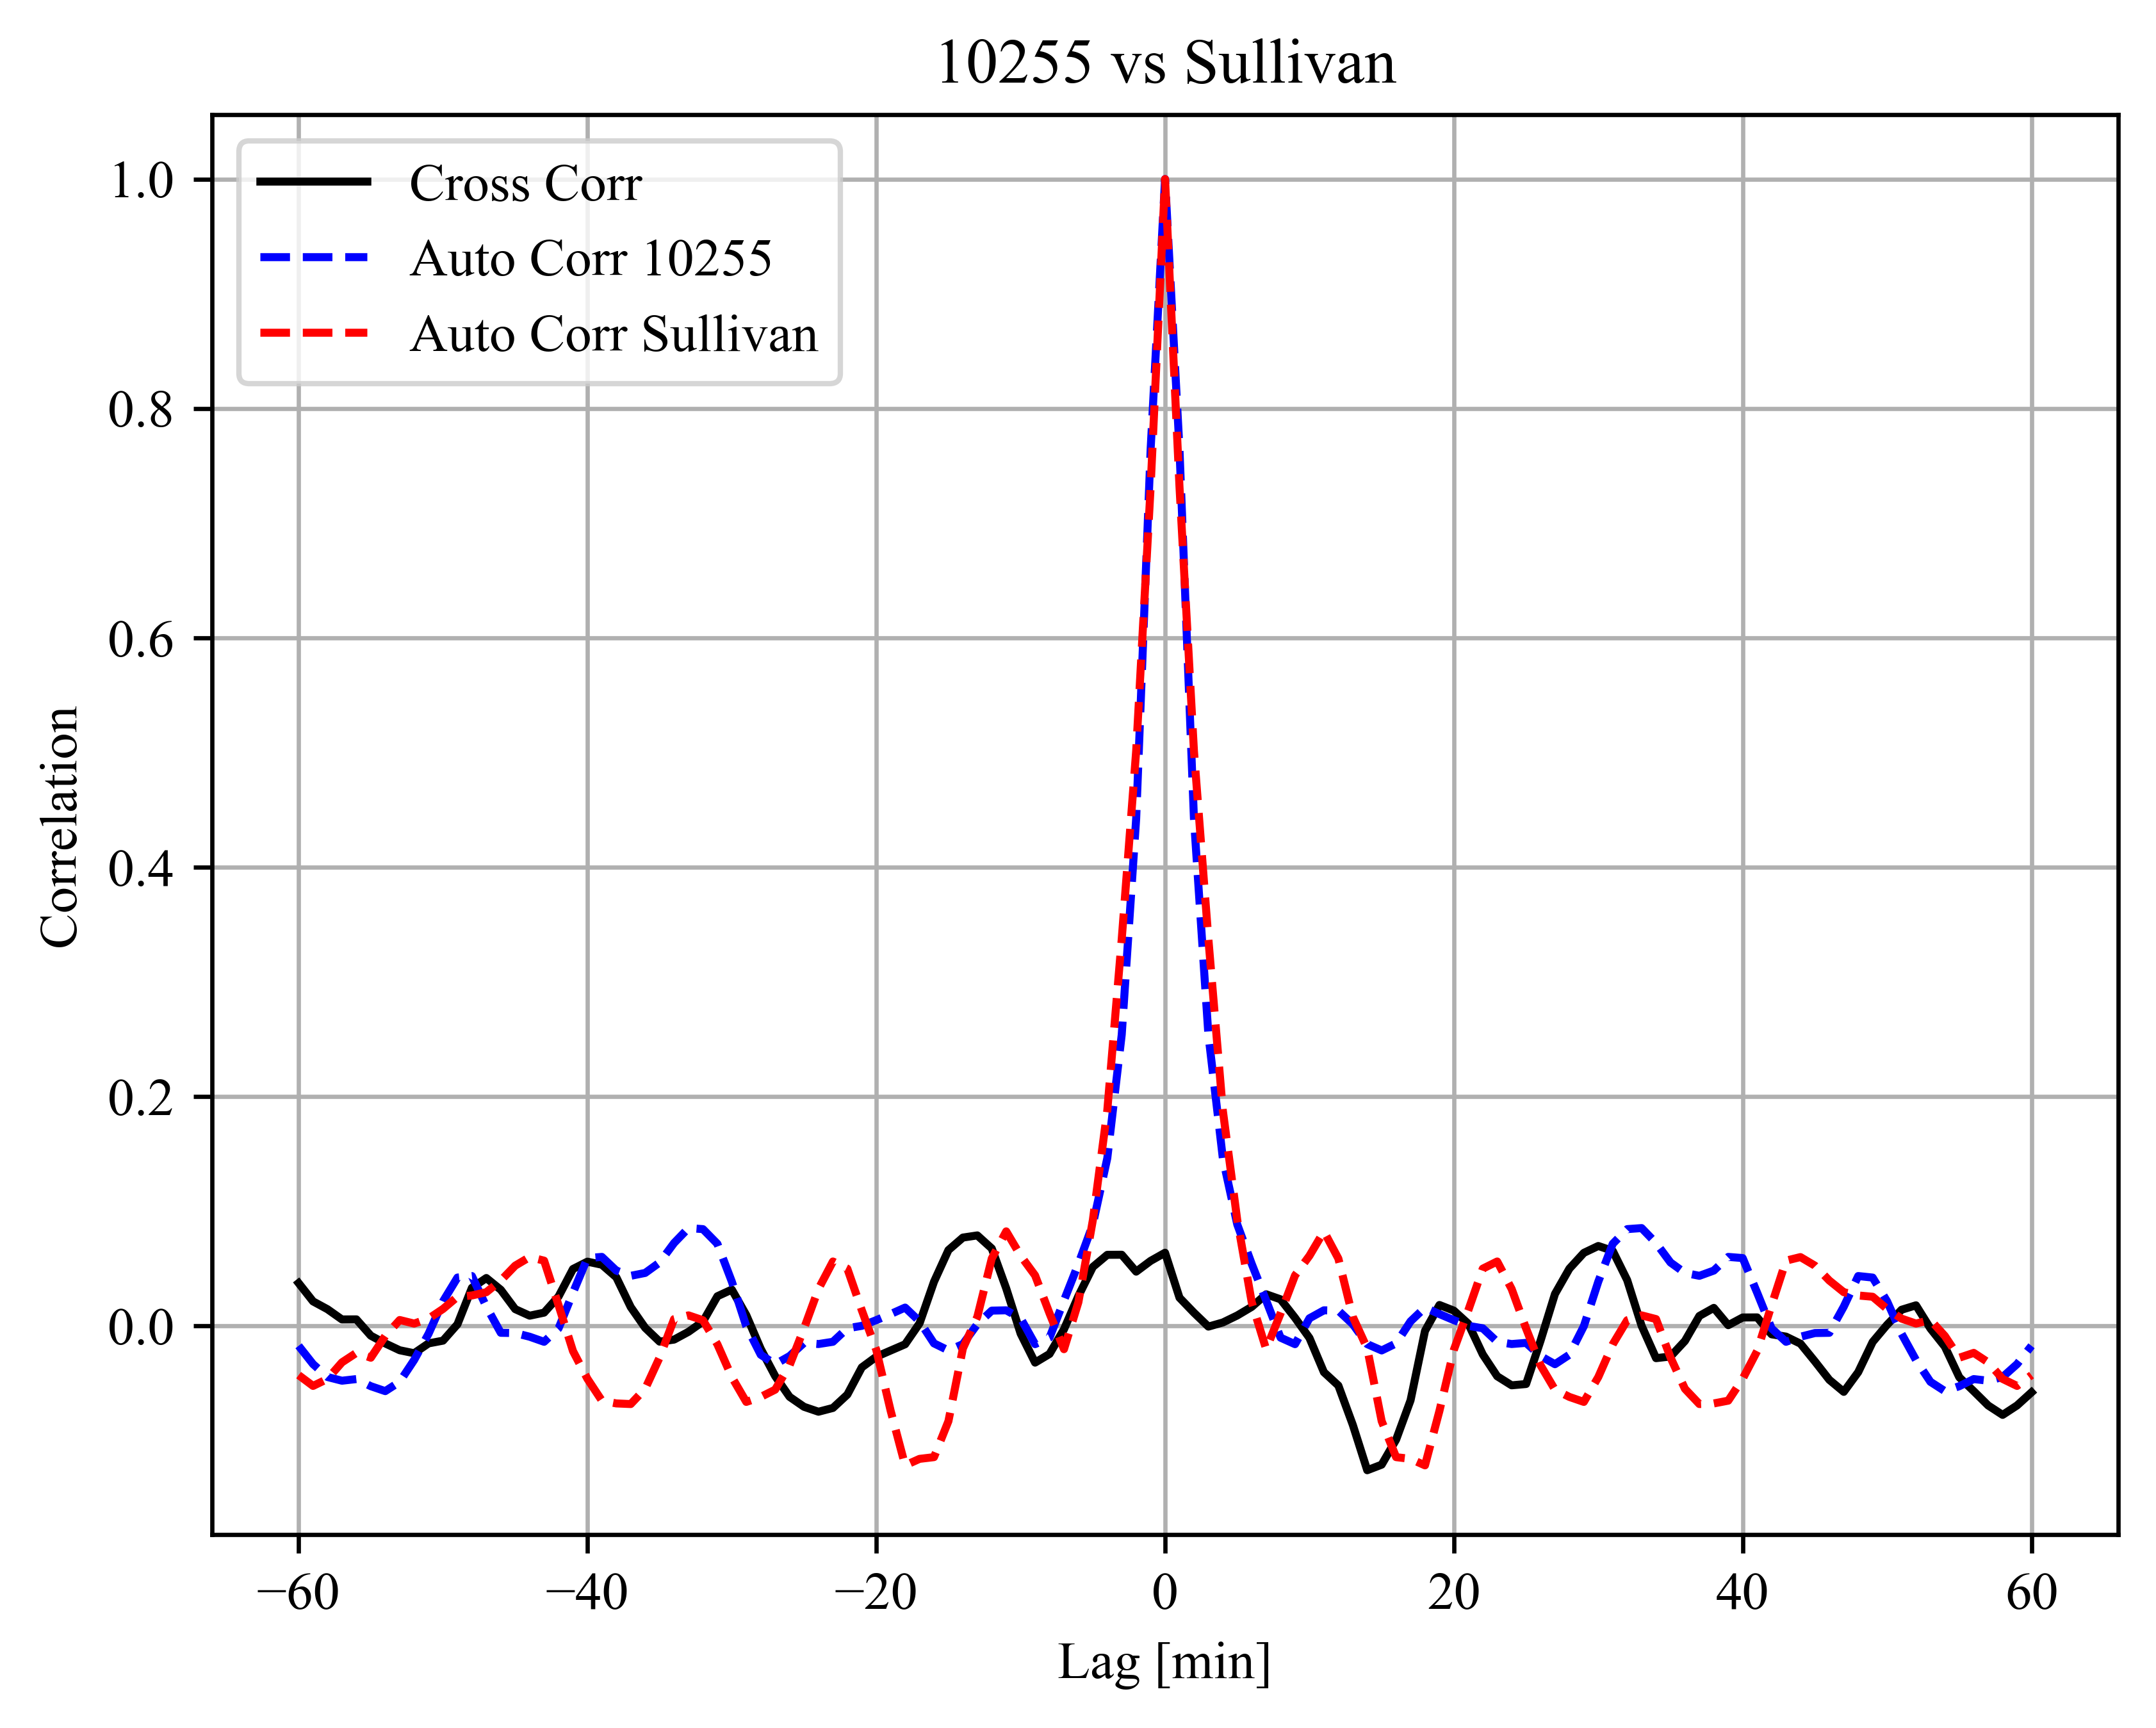 10255 vs Sullivan
Cross Corr
Auto Corr 10255
Auto Corr Sullivan
1.0
0.8
0.6
0.4
0.2
0.0
Correlation
−60 −40 −20 0 20 40 60
Lag [min]